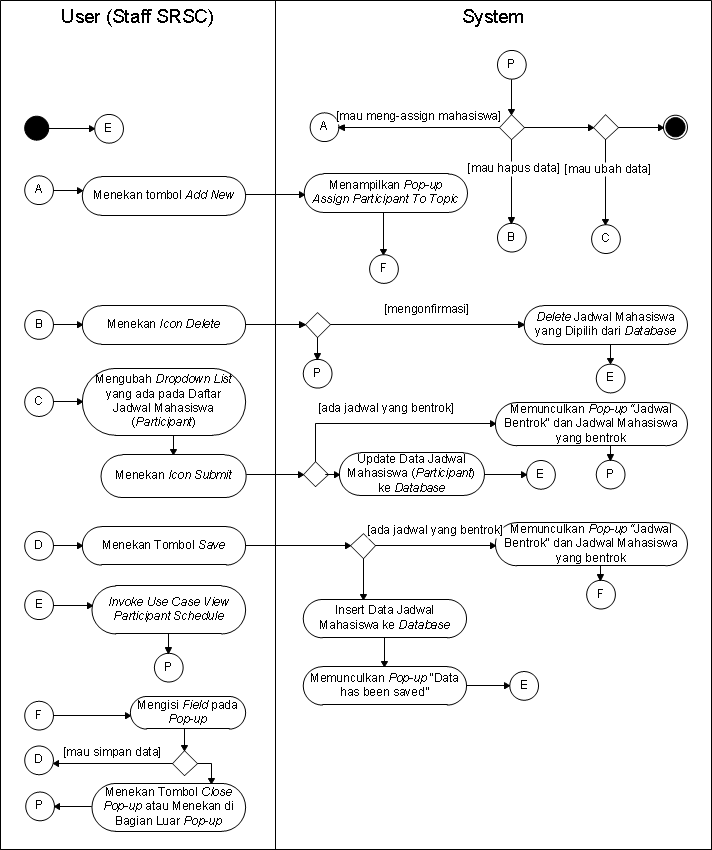 User (Staff SRSC)
System
P
E
[mau meng-assign mahasiswa]
A
[mau hapus data]
[mau ubah data]
B
C
A
Menekan tombol Add New
Menampilkan Pop-up
Assign Participant To Topic
F
B
Menekan Icon Delete
[mengonfirmasi]
Delete Jadwal Mahasiswa
yang Dipilih dari Database
P
E
C
Mengubah Dropdown List
yang ada pada Daftar
Jadwal Mahasiswa
(Participant)
[ada jadwal yang bentrok]
Memunculkan Pop-up “Jadwal
Bentrok” dan Jadwal Mahasiswa
yang bentrok
Menekan Icon Submit
Update Data Jadwal
Mahasiswa (Participant)
ke Database
E
P
D
Menekan Tombol Save
[ada jadwal yang bentrok]
Memunculkan Pop-up “Jadwal
Bentrok” dan Jadwal Mahasiswa
yang bentrok
F
E
Invoke Use Case View
Participant Schedule
P
Insert Data Jadwal
Mahasiswa ke Database
Memunculkan Pop-up “Data
has been saved”
E
F
Mengisi Field pada
Pop-up
[mau simpan data]
D
P
Menekan Tombol Close
Pop-up atau Menekan di
Bagian Luar Pop-up